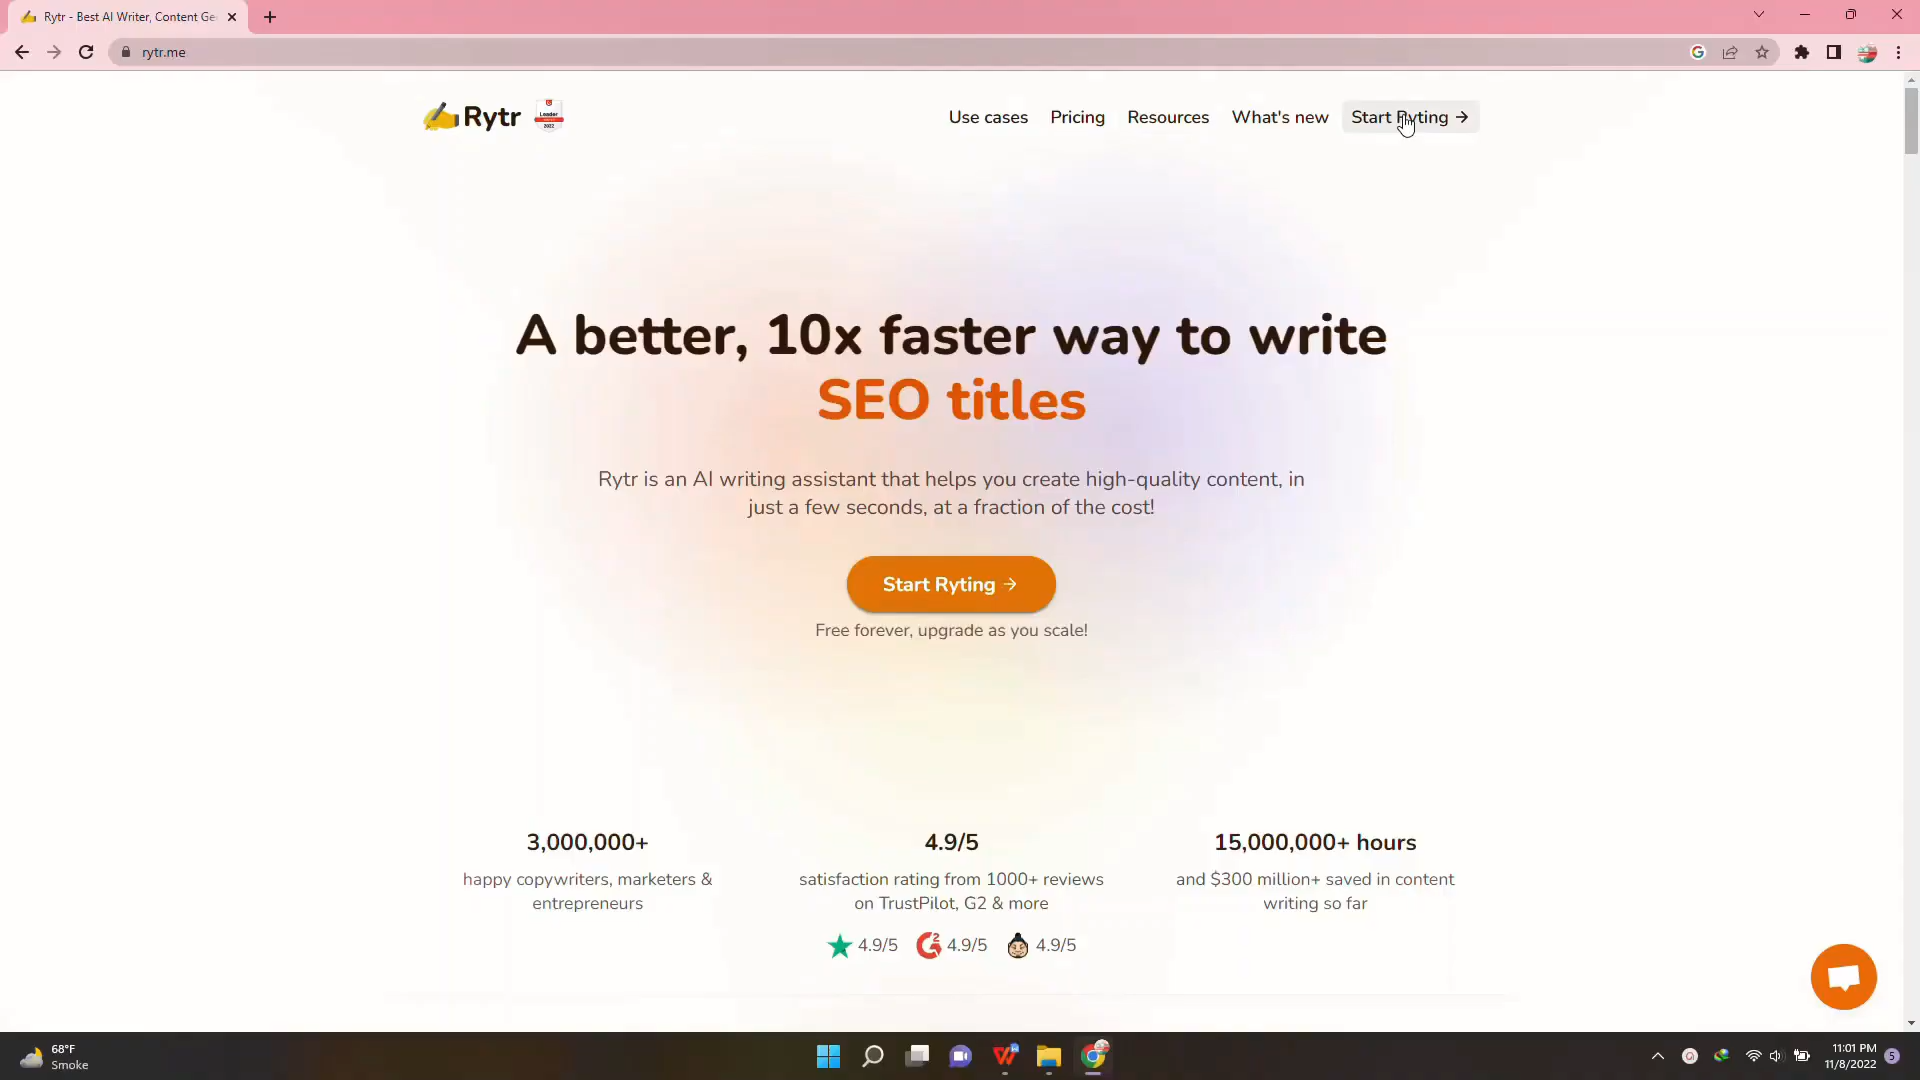 Rytr - Best AI Writer, Content Ge
rytr.me
Rytr
Leader
2022
Use cases
Pricing
Resources
What's new
Start Ryting →
A better, 10x faster way to write
SEO titles
Rytr is an AI writing assistant that helps you create high-quality content, in
just a few seconds, at a fraction of the cost!
Start Ryting →
Free forever, upgrade as you scale!
3,000,000+
happy copywriters, marketers &
entrepreneurs
4.9/5
satisfaction rating from 1000+ reviews
on TrustPilot, G2 & more
4.9/5
4.9/5
4.9/5
15,000,000+ hours
and $300 million+ saved in content
writing so far
68°F
Smoke
11:01 PM
11/8/2022
5